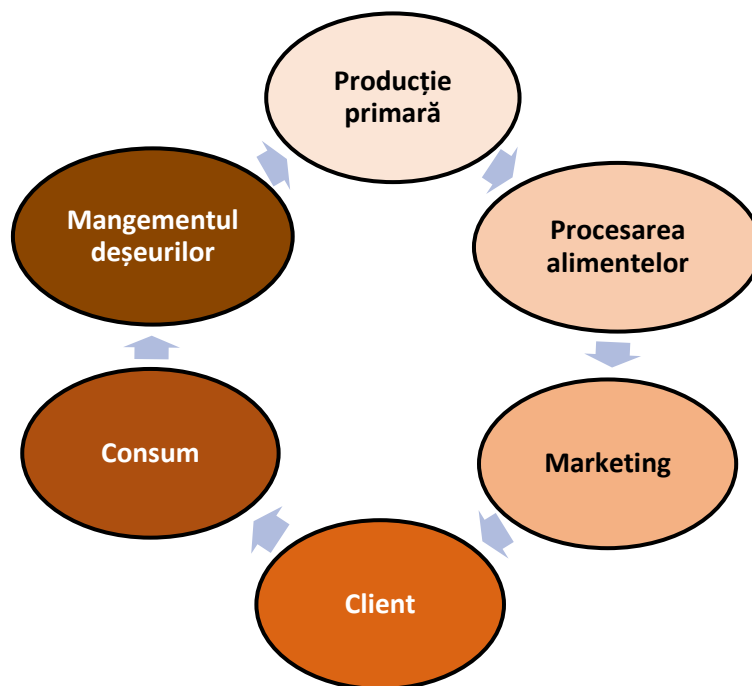 Producție
primară
Procesarea
alimentelor
Marketing
Client
Consum
Mangementul
deșeurilor